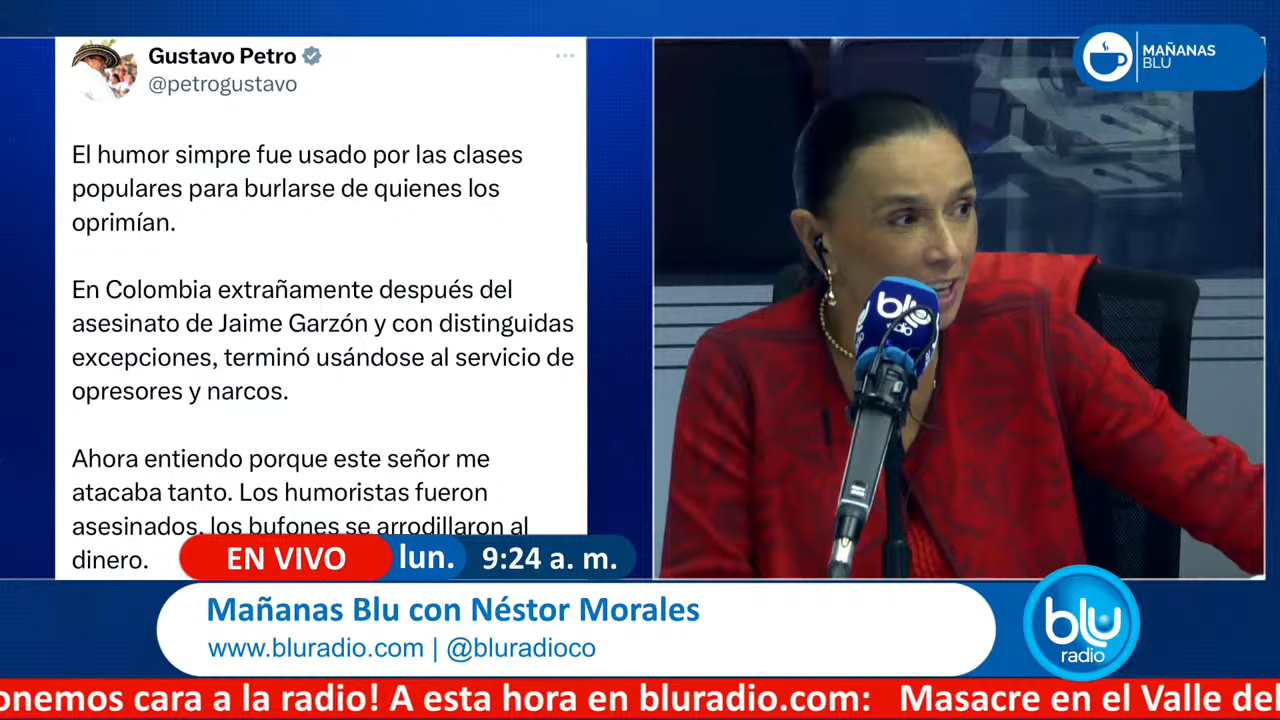 Gustavo Petro
@petrogustavo
El humor simpre fue usado por las clases
populares para burlarse de quienes los
oprimían.
En Colombia extrañamente después del
asesinato de Jaime Garzón y con distinguidas
excepciones, terminó usándose al servicio de
opresores y narcos.
Ahora entiendo porque este señor me
atacaba tanto. Los humoristas fueron
asesinados, los bufones se arrodillaron al
dinero.
MAÑANAS
BLU
blu
radio
EN VIVO lun. 9:24 a. m.
Mañanas Blu con Néstor Morales
www.bluradio.com | @bluradioco
blu
radio
onemos cara a la radio! A esta hora en bluradio.com: Masacre en el Valle del